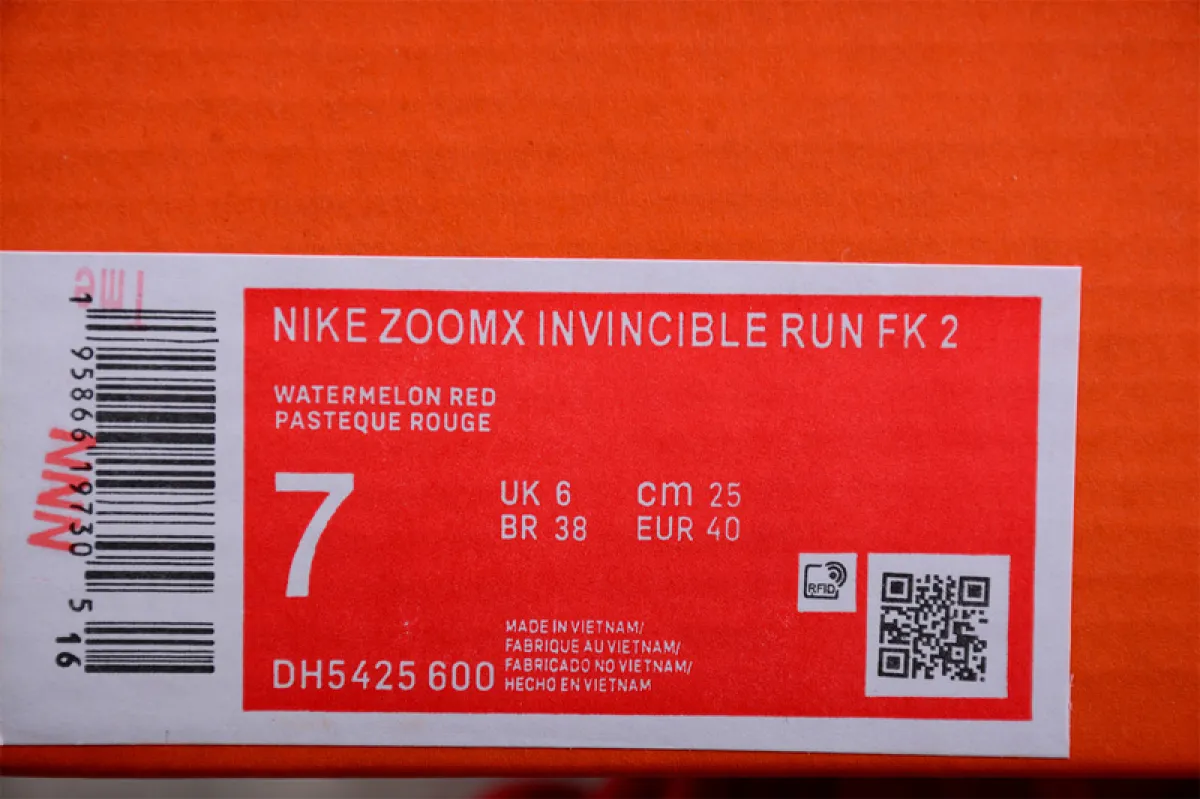 NIKE ZOOMX INVINCIBLE RUN FK 2
WATERMELON RED
PASTEQUE ROUGE
7
UK 6 cm 25
BR 38 EUR 40
RFID
DH5425 600
MADE IN VIETNAM/
FABRIQUE AU VIETNAM/
FABRICADO NO VIETNAM/
HECHO EN VIETNAM
1 95866 19730 5 16
NNN